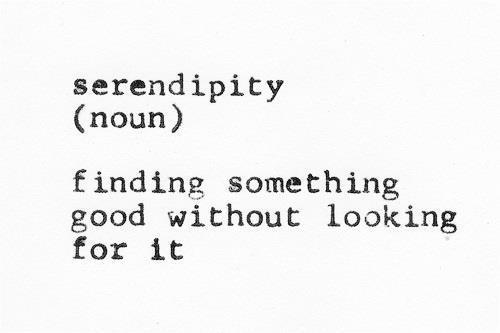 serendipity
(noun)
finding something
good without looking
for it